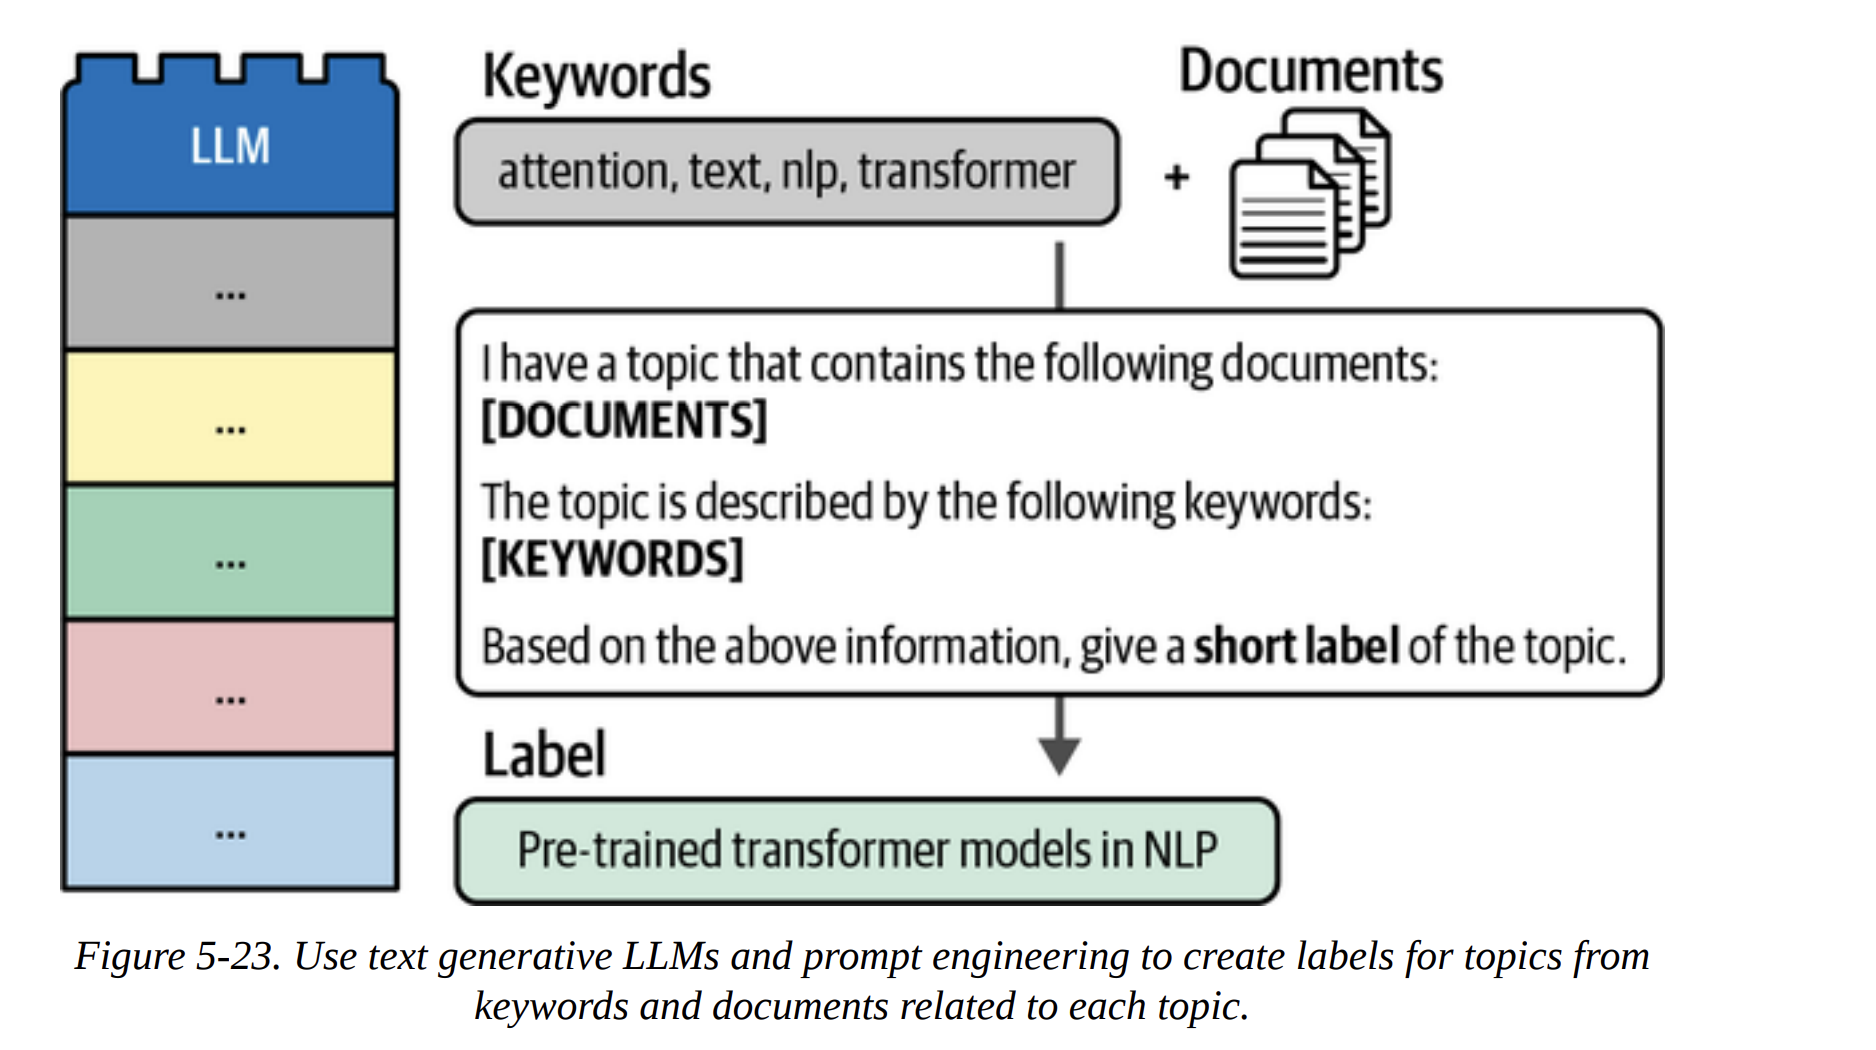 LLM
...
...
...
...
...
Keywords
attention, text, nlp, transformer
+
Documents
I have a topic that contains the following documents:
[DOCUMENTS]
The topic is described by the following keywords:
[KEYWORDS]
Based on the above information, give a short label of the topic.
Label
Pre-trained transformer models in NLP
Figure 5-23. Use text generative LLMs and prompt engineering to create labels for topics from
keywords and documents related to each topic.